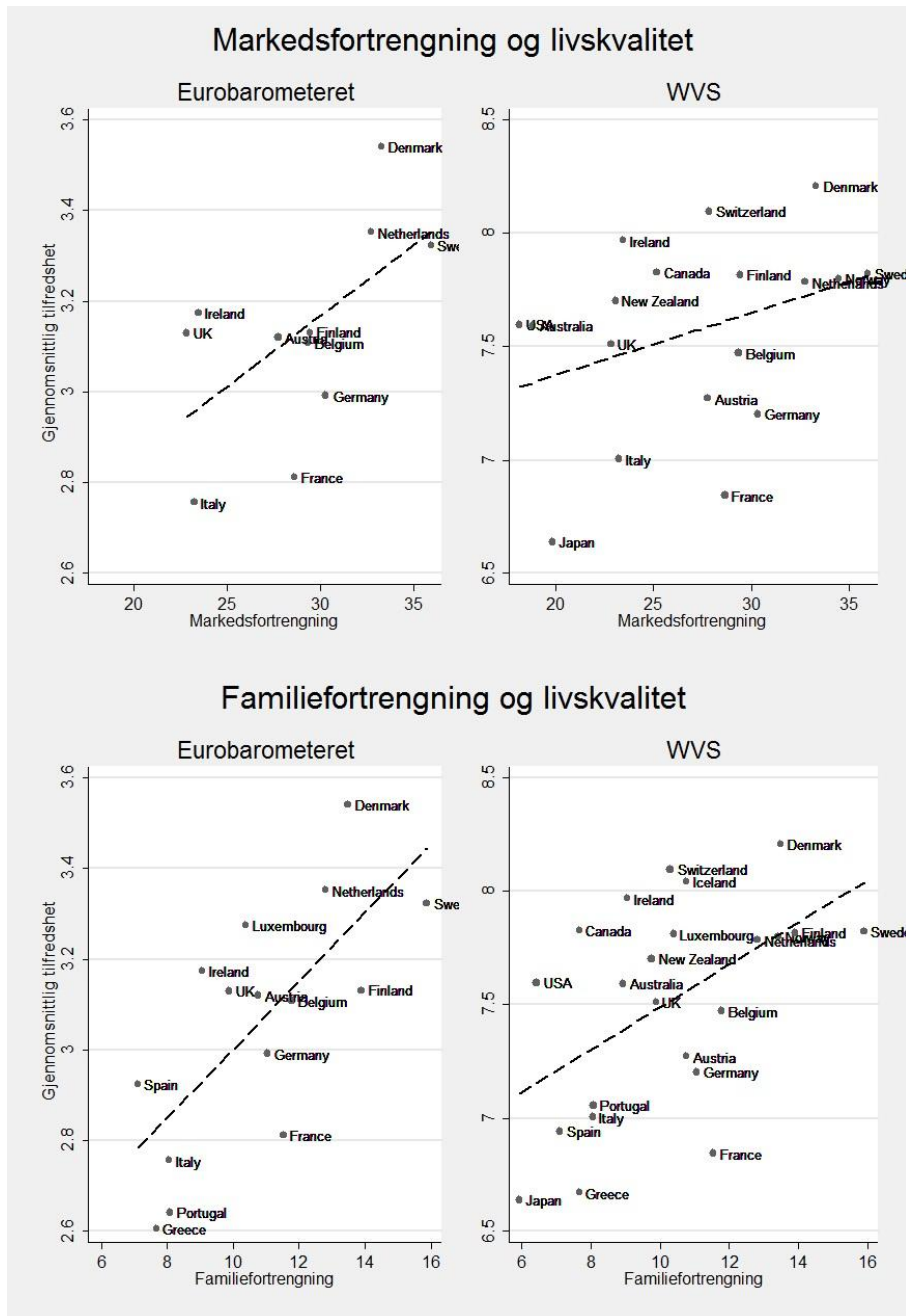 Markedsfortrengning og livskvalitet
Eurobarometeret
WVS
Gjennomsnittlig tilfredshet
3.6
3.4
3.2
3
2.8
2.6
Denmark
Netherlands
Swe
Ireland
UK
Austria
Finland
Belgium
Germany
France
Italy
20 25 30 35
Markedsfortrengning
8.5
8
7.5
7
6.5
Denmark
Switzerland
Ireland
Canada
Finland
Netherlands
Norway
Swed
New Zealand
USA
Australia
UK
Belgium
Austria
Germany
Italy
France
Japan
20 25 30 35
Markedsfortrengning
Familiefortrengning og livskvalitet
Eurobarometeret
WVS
Gjennomsnittlig tilfredshet
3.6
3.4
3.2
3
2.8
2.6
Denmark
Netherlands
Swe
Luxembourg
Ireland
UK
Austria
Belgium
Finland
Germany
Spain
France
Italy
Portugal
Greece
6 8 10 12 14 16
Familiefortrengning
8.5
8
7.5
7
6.5
Denmark
Switzerland
Iceland
Ireland
Canada
Luxembourg
Netherlands
Norway
Finland
Swede
New Zealand
USA
Australia
UK
Belgium
Austria
Germany
Portugal
Italy
Spain
France
Greece
Japan
6 8 10 12 14 16
Familiefortrengning